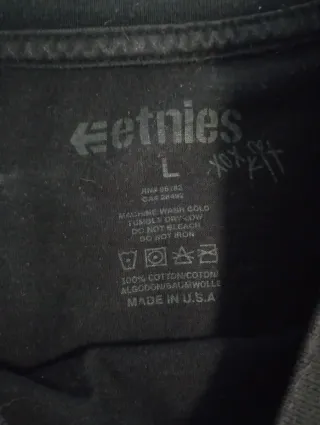 etnies
L
MACHINE WASH COLD
TUMBLE DRY LOW
DO NOT BLEACH
DO NOT IRON
100% COTTON/COTON/
ALGODON/BAUMWOLLE
MADE IN U.S.A